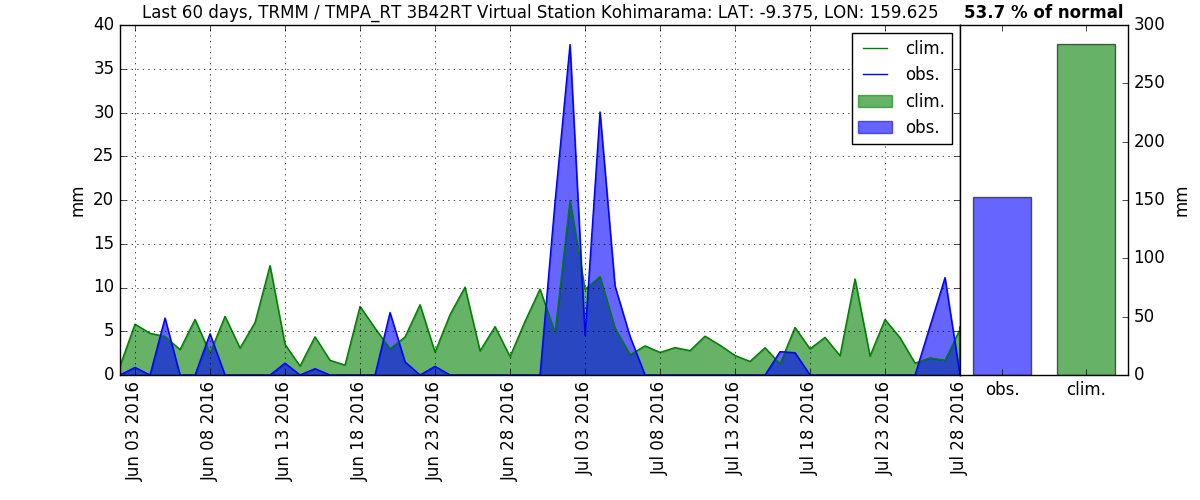 Last 60 days, TRMM / TMPA_RT 3B42RT Virtual Station Kohimarama: LAT: -9.375, LON: 159.625
53.7 % of normal
40
35
30
25
20
15
10
5
0
mm
clim.
obs.
clim.
obs.
Jun 03 2016
Jun 08 2016
Jun 13 2016
Jun 18 2016
Jun 23 2016
Jun 28 2016
Jul 03 2016
Jul 08 2016
Jul 13 2016
Jul 18 2016
Jul 23 2016
Jul 28 2016
300
250
200
150
100
50
0
mm
obs.
clim.